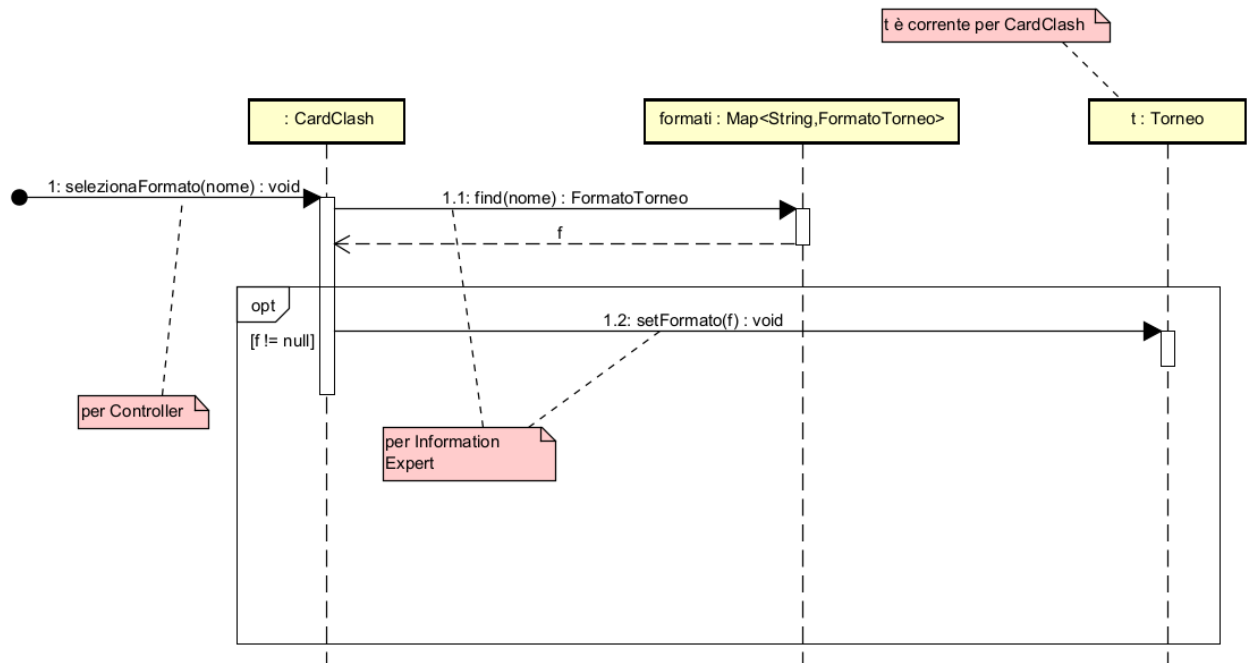 t è corrente per CardClash
: CardClash
formati : Map<String,FormatoTorneo>
t : Torneo
1: selezionaFormato(nome) : void
1.1: find(nome) : FormatoTorneo
f
opt
1.2: setFormato(f) : void
[f != null]
per Controller
per Information
Expert